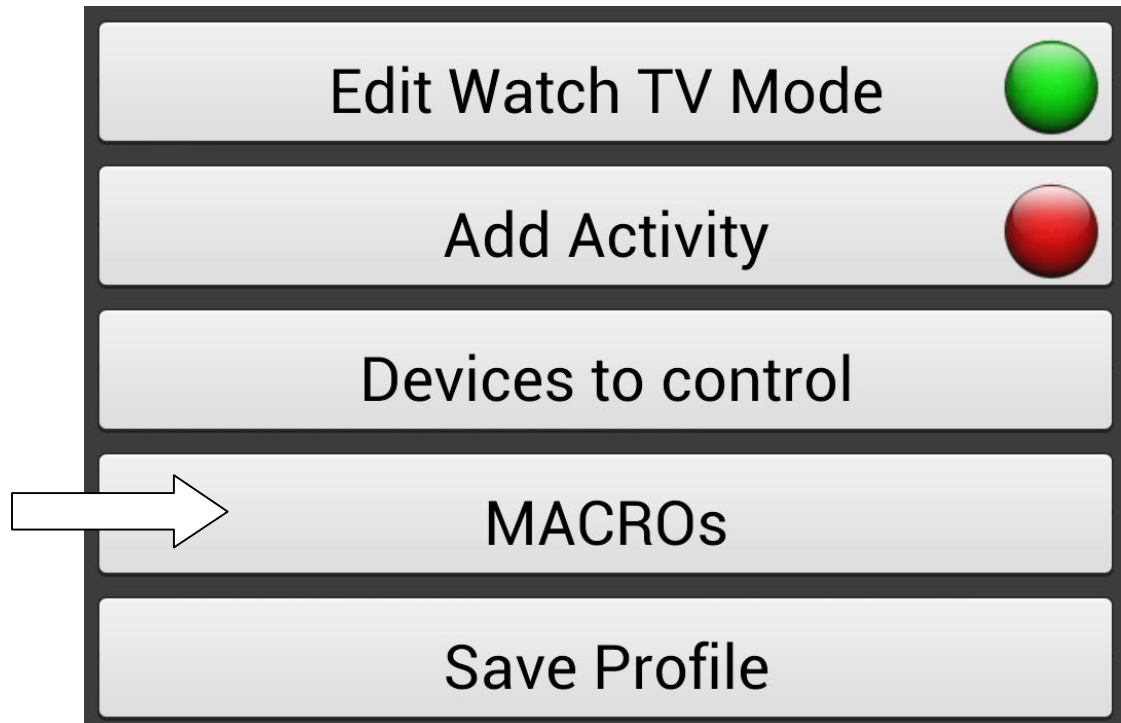 Edit Watch TV Mode
Add Activity
Devices to control
MACROs
Save Profile